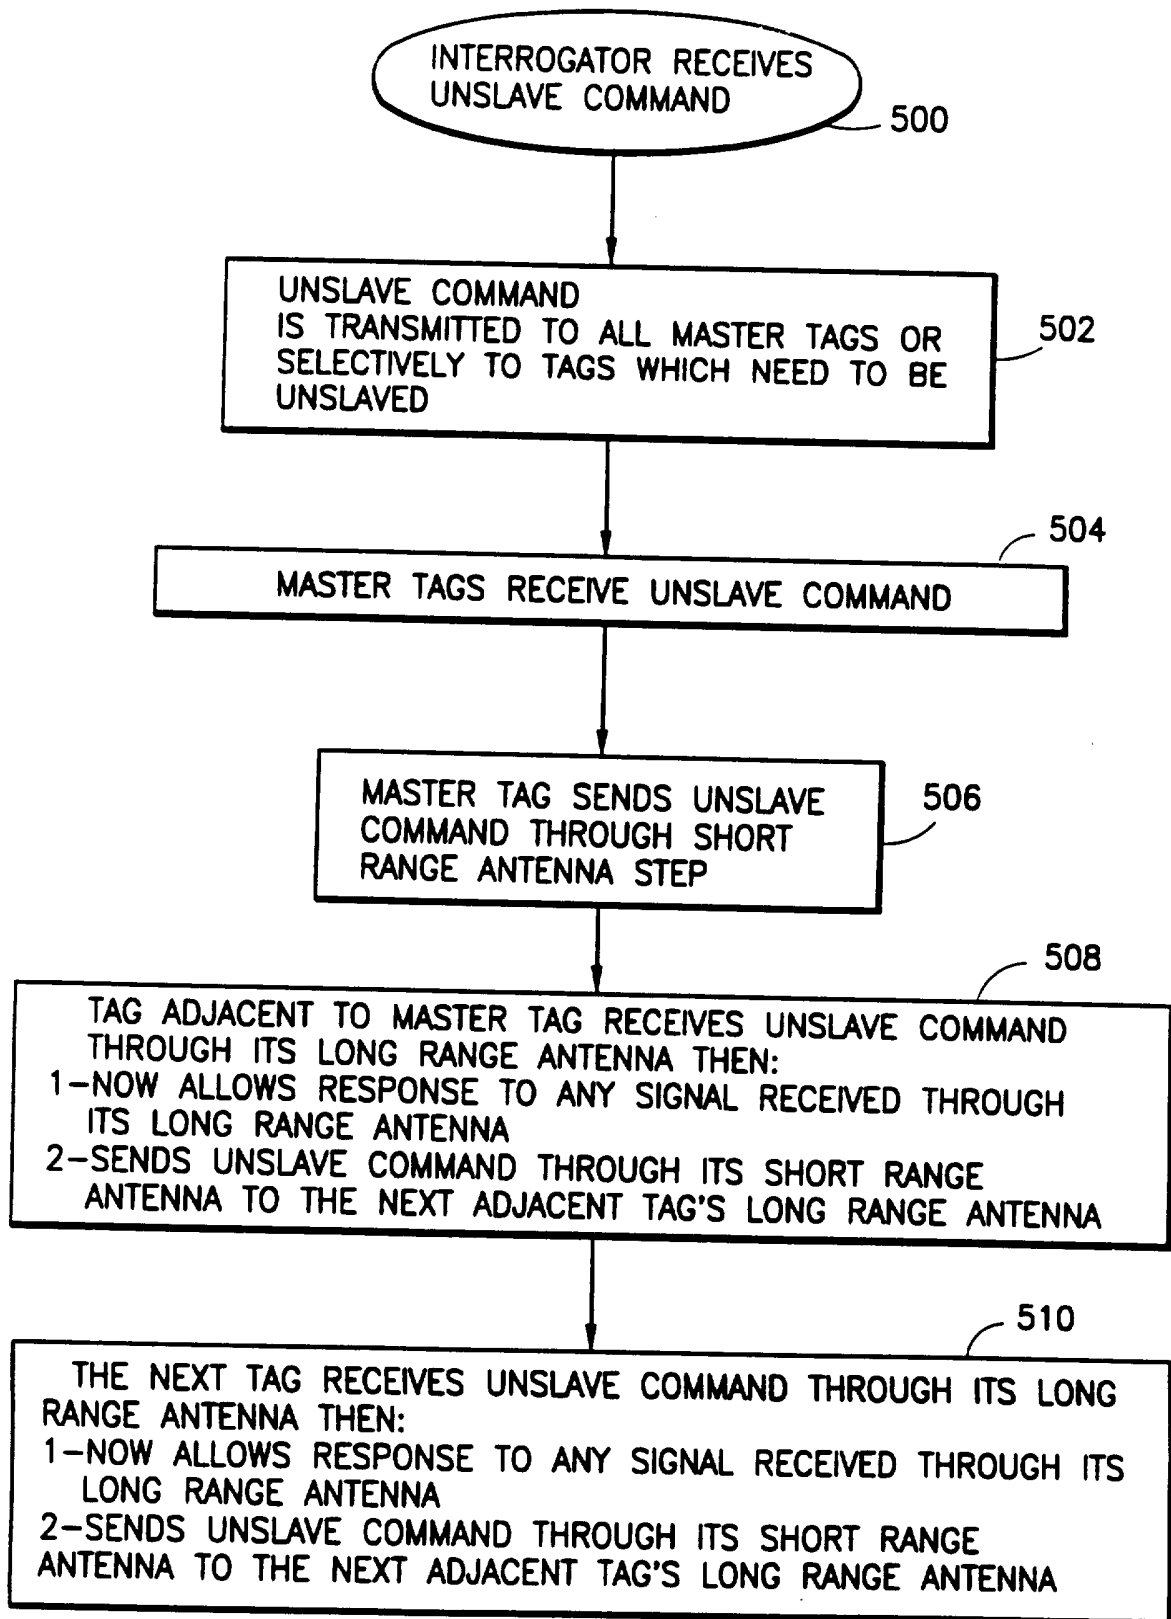 INTERROGATOR RECEIVES
UNSLAVE COMMAND
500
UNSLAVE COMMAND
IS TRANSMITTED TO ALL MASTER TAGS OR
SELECTIVELY TO TAGS WHICH NEED TO BE
UNSLAVED
502
504
MASTER TAGS RECEIVE UNSLAVE COMMAND
MASTER TAG SENDS UNSLAVE
COMMAND THROUGH SHORT
RANGE ANTENNA STEP
506
508
TAG ADJACENT TO MASTER TAG RECEIVES UNSLAVE COMMAND
THROUGH ITS LONG RANGE ANTENNA THEN:
1-NOW ALLOWS RESPONSE TO ANY SIGNAL RECEIVED THROUGH
ITS LONG RANGE ANTENNA
2-SENDS UNSLAVE COMMAND THROUGH ITS SHORT RANGE
ANTENNA TO THE NEXT ADJACENT TAG'S LONG RANGE ANTENNA
510
THE NEXT TAG RECEIVES UNSLAVE COMMAND THROUGH ITS LONG
RANGE ANTENNA THEN:
1-NOW ALLOWS RESPONSE TO ANY SIGNAL RECEIVED THROUGH ITS
LONG RANGE ANTENNA
2-SENDS UNSLAVE COMMAND THROUGH ITS SHORT RANGE
ANTENNA TO THE NEXT ADJACENT TAG'S LONG RANGE ANTENNA